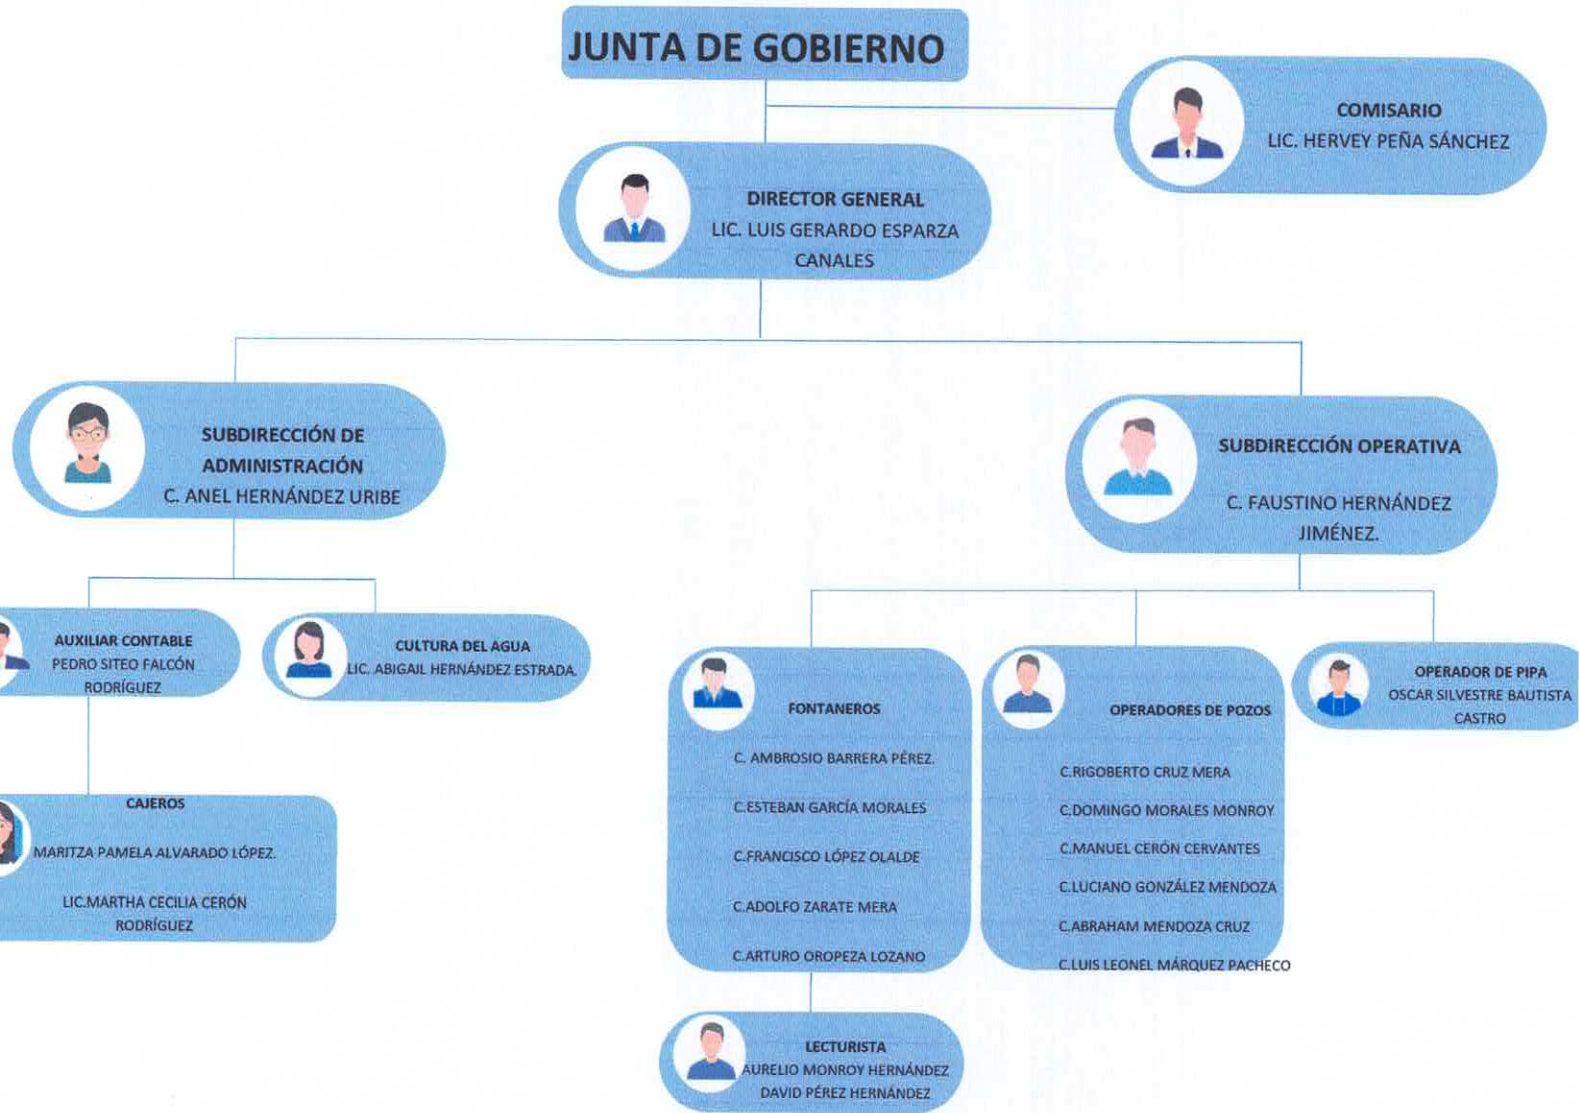 JUNTA DE GOBIERNO
COMISARIO
LIC. HERVEY PEÑA SÁNCHEZ
DIRECTOR GENERAL
LIC. LUIS GERARDO ESPARZA
CANALES
SUBDIRECCIÓN DE
ADMINISTRACIÓN
C. ANEL HERNÁNDEZ URIBE
SUBDIRECCIÓN OPERATIVA
C. FAUSTINO HERNÁNDEZ
JIMÉNEZ.
AUXILIAR CONTABLE
PEDRO SITEO FALCÓN
RODRÍGUEZ
CULTURA DEL AGUA
LIC. ABIGAIL HERNÁNDEZ ESTRADA.
CAJEROS
MARITZA PAMELA ALVARADO LÓPEZ.
LIC.MARTHA CECILIA CERÓN
RODRÍGUEZ
FONTANEROS
C. AMBROSIO BARRERA PÉREZ.
C.ESTEBAN GARCÍA MORALES
C.FRANCISCO LÓPEZ OLALDE
C.ADOLFO ZARATE MERA
C.ARTURO OROPEZA LOZANO
OPERADORES DE POZOS
C.RIGOBERTO CRUZ MERA
C.DOMINGO MORALES MONROY
C.MANUEL CERÓN CERVANTES
C.LUCIANO GONZÁLEZ MENDOZA
C.ABRAHAM MENDOZA CRUZ
C.LUIS LEONEL MÁRQUEZ PACHECO
OPERADOR DE PIPA
OSCAR SILVESTRE BAUTISTA
CASTRO
LECTURISTA
AURELIO MONROY HERNÁNDEZ
DAVID PÉREZ HERNÁNDEZ